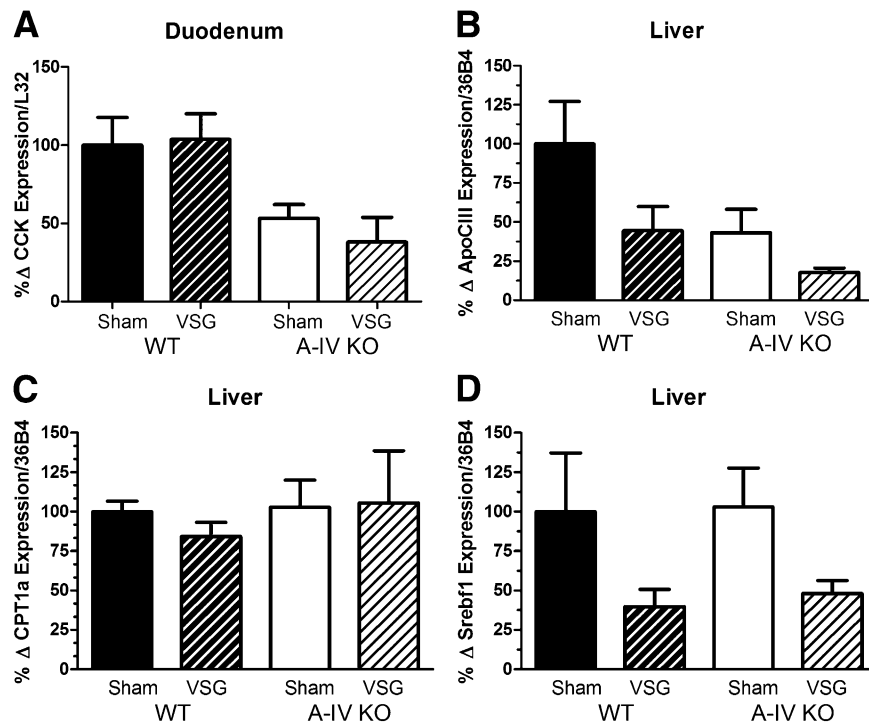 A
Duodenum
% Δ CCK Expression/L32
150
100
50
0
Sham VSG Sham VSG
WT A-IV KO
B
Liver
% Δ ApoCIII Expression/36B4
150
125
100
75
50
25
0
Sham VSG Sham VSG
WT A-IV KO
C
Liver
% Δ CPT1a Expression/36B4
150
125
100
75
50
25
0
Sham VSG Sham VSG
WT A-IV KO
D
Liver
% Δ Srebf1 Expression/36B4
150
125
100
75
50
25
0
Sham VSG Sham VSG
WT A-IV KO